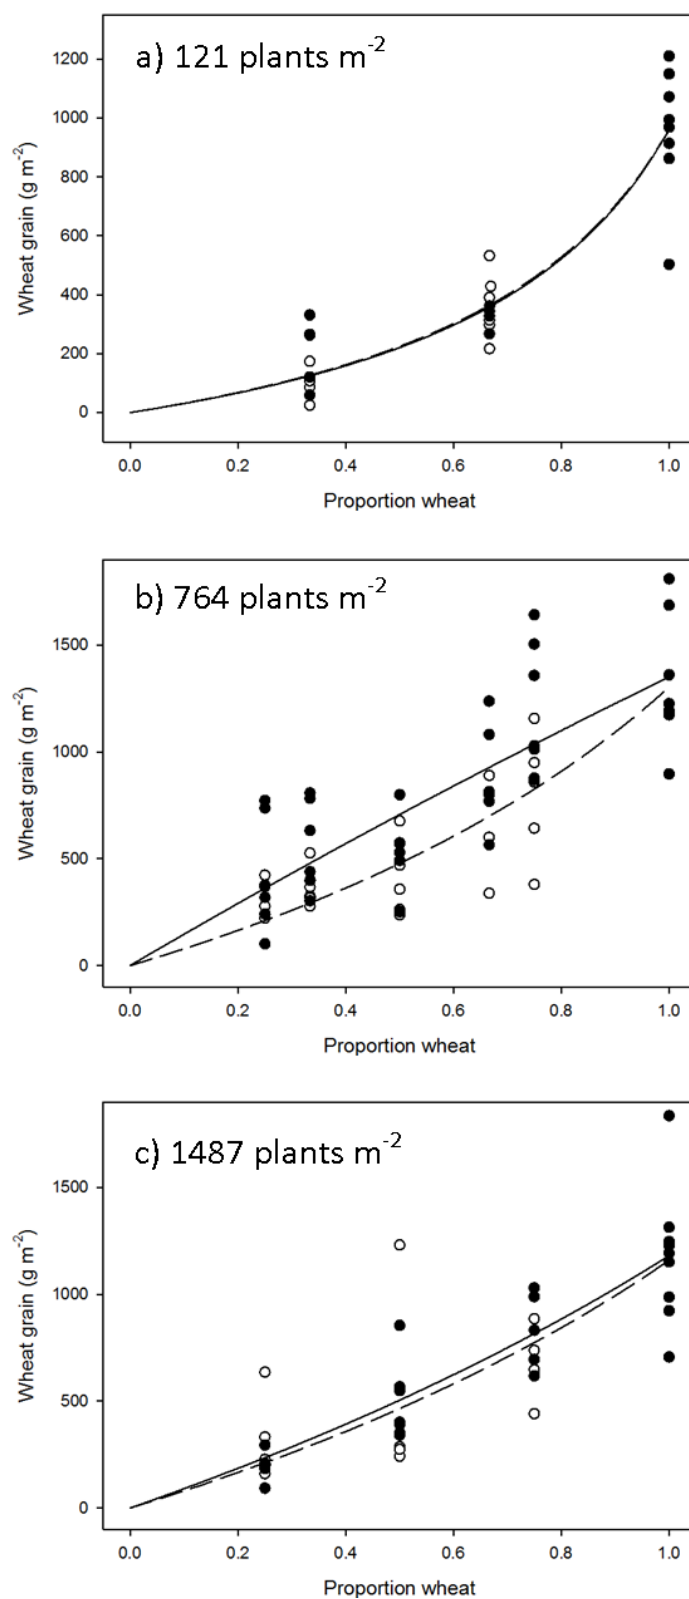 a) 121 plants m⁻²
1200
1000
800
600
400
200
0
Wheat grain (g m⁻²)
0.0 0.2 0.4 0.6 0.8 1.0
Proportion wheat
b) 764 plants m⁻²
1500
1000
500
0
Wheat grain (g m⁻²)
0.0 0.2 0.4 0.6 0.8 1.0
Proportion wheat
c) 1487 plants m⁻²
1500
1000
500
0
Wheat grain (g m⁻²)
0.0 0.2 0.4 0.6 0.8 1.0
Proportion wheat